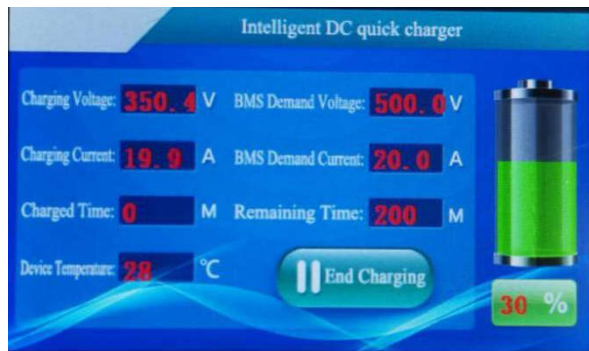 Intelligent DC quick charger
Charging Voltage: 350.4 V BMS Demand Voltage: 500.0 V
Charging Current: 19.9 A BMS Demand Current: 20.0 A
Charged Time: 0 M Remaining Time: 200 M
Device Temperature: 28 °C
End Charging
30 %